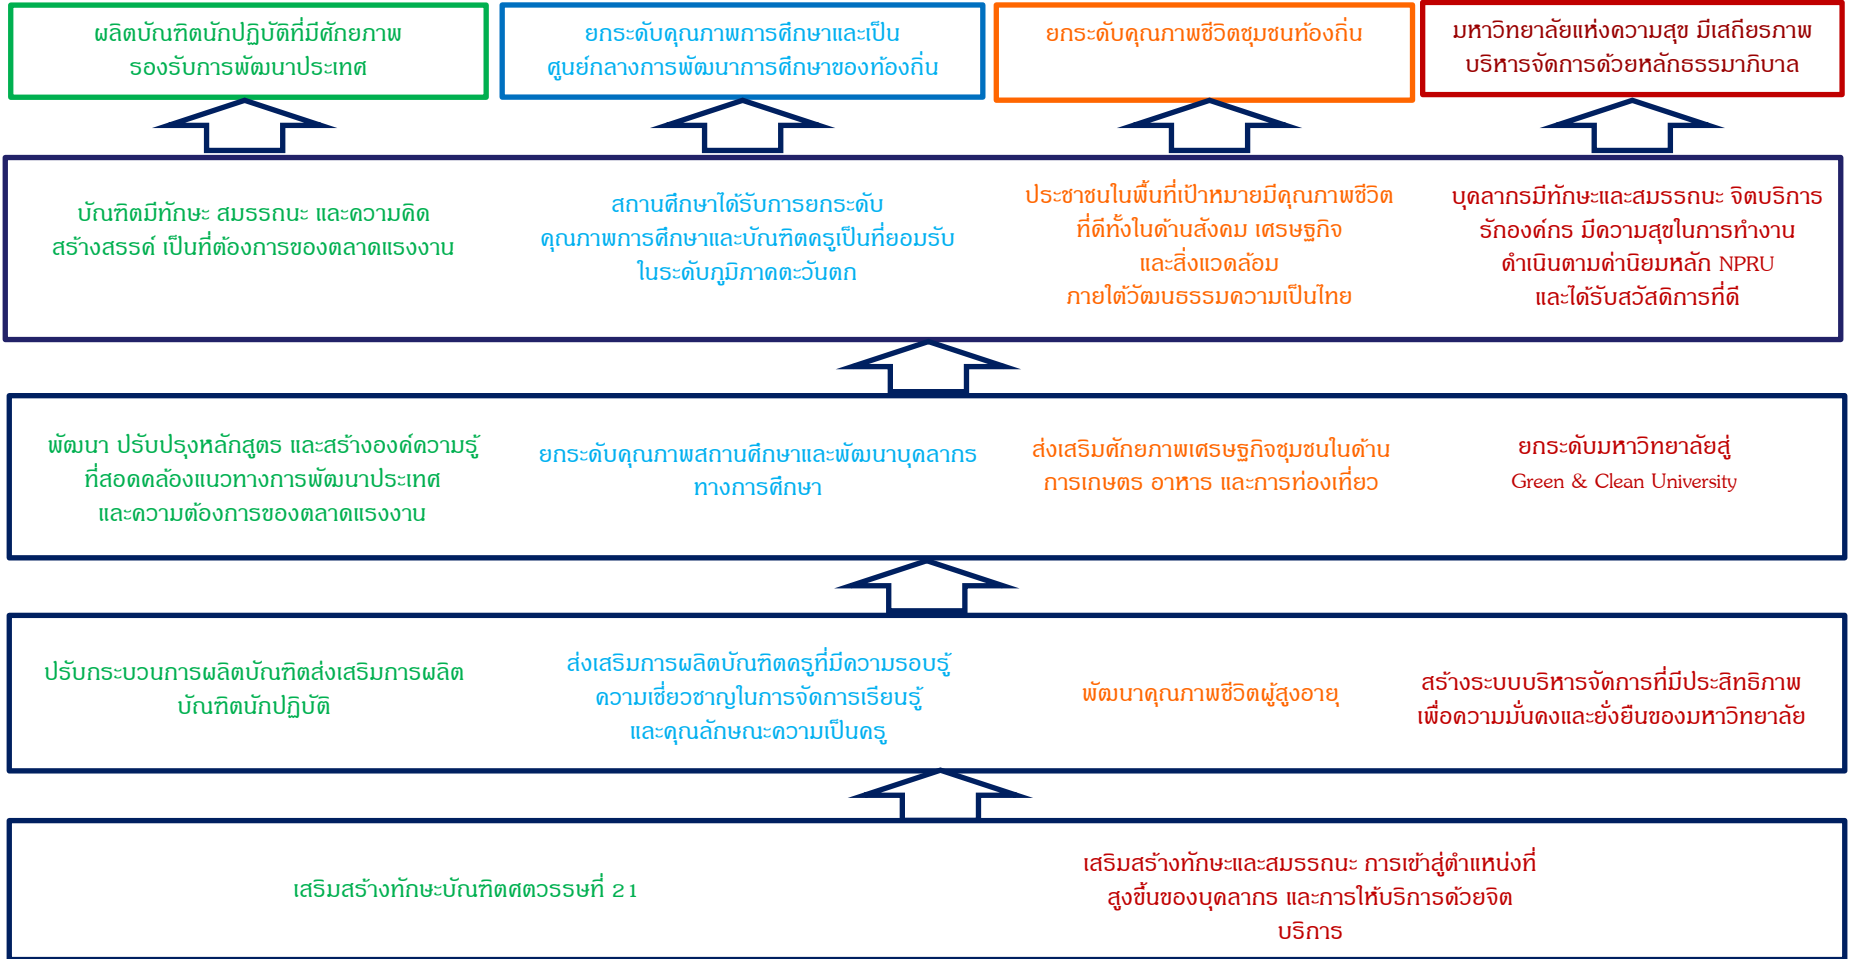 ผลิตบัณฑิตนักปฏิบัติที่มีศักยภาพ
รองรับการพัฒนาประเทศ
ยกระดับคุณภาพการศึกษาและเป็น
ศูนย์กลางการพัฒนาการศึกษาของท้องถิ่น
ยกระดับคุณภาพชีวิตชุมชนท้องถิ่น
มหาวิทยาลัยแห่งความสุข มีเสถียรภาพ
บริหารจัดการด้วยหลักธรรมาภิบาล
บัณฑิตมีทักษะ สมรรถนะ และความคิด
สร้างสรรค์ เป็นที่ต้องการของตลาดแรงงาน
สถานศึกษาได้รับการยกระดับ
คุณภาพการศึกษาและบัณฑิตครูเป็นที่ยอมรับ
ในระดับภูมิภาคตะวันตก
ประชาชนในพื้นที่เป้าหมายมีคุณภาพชีวิต
ที่ดีทั้งในด้านสังคม เศรษฐกิจ
และสิ่งแวดล้อม
ภายใต้วัฒนธรรมความเป็นไทย
บุคลากรมีทักษะและสมรรถนะ จิตบริการ
รักองค์กร มีความสุขในการทำงาน
ดำเนินตามค่านิยมหลัก NPRU
และได้รับสวัสดิการที่ดี
พัฒนา ปรับปรุงหลักสูตร และสร้างองค์ความรู้
ที่สอดคล้องแนวทางการพัฒนาประเทศ
และความต้องการของตลาดแรงงาน
ยกระดับคุณภาพสถานศึกษาและพัฒนาบุคลากร
ทางการศึกษา
ส่งเสริมศักยภาพเศรษฐกิจชุมชนในด้าน
การเกษตร อาหาร และการท่องเที่ยว
ยกระดับมหาวิทยาลัยสู่
Green & Clean University
ปรับกระบวนการผลิตบัณฑิตส่งเสริมการผลิต
บัณฑิตนักปฏิบัติ
ส่งเสริมการผลิตบัณฑิตครูที่มีความรอบรู้
ความเชี่ยวชาญในการจัดการเรียนรู้
และคุณลักษณะความเป็นครู
พัฒนาคุณภาพชีวิตผู้สูงอายุ
สร้างระบบบริหารจัดการที่มีประสิทธิภาพ
เพื่อความมั่นคงและยั่งยืนของมหาวิทยาลัย
เสริมสร้างทักษะบัณฑิตศตวรรษที่ 21
เสริมสร้างทักษะและสมรรถนะ การเข้าสู่ตำแหน่งที่
สูงขึ้นของบุคลากร และการให้บริการด้วยจิต
บริการ